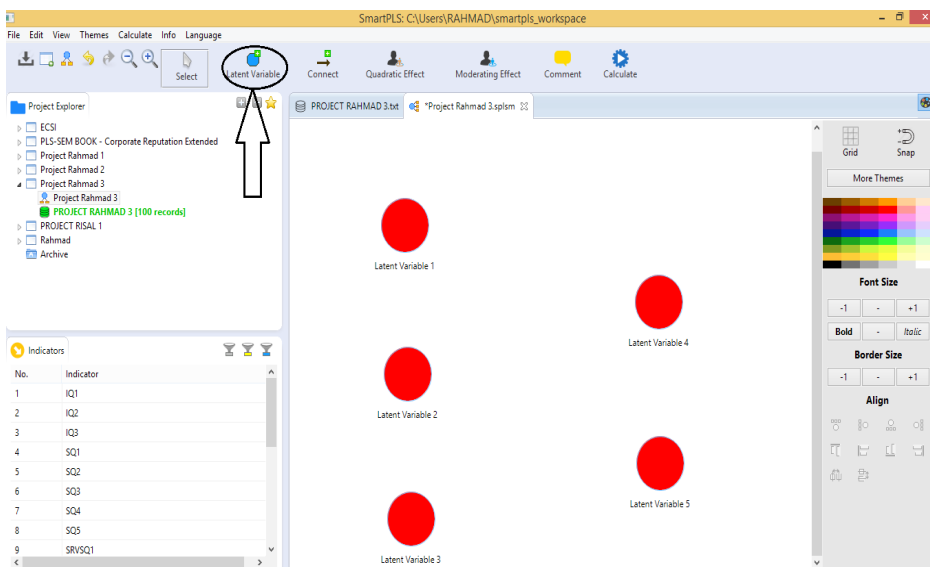 SmartPLS: C:\Users\RAHMAD\smartpls_workspace
File Edit View Themes Calculate Info Language
Select
Latent Variable
Connect
Quadratic Effect
Moderating Effect
Comment
Calculate
Project Explorer
ECSI
PLS-SEM BOOK - Corporate Reputation Extended
Project Rahmad 1
Project Rahmad 2
Project Rahmad 3
Project Rahmad 3
PROJECT RAHMAD 3 [100 records]
PROJECT RISAL 1
Rahmad
Archive
Indicators
No. Indicator
1 IQ1
2 IQ2
3 IQ3
4 SQ1
5 SQ2
6 SQ3
7 SQ4
8 SQ5
9 SRVSQ1
PROJECT RAHMAD 3.txt
*Project Rahmad 3.splsm
Latent Variable 1
Latent Variable 4
Latent Variable 2
Latent Variable 5
Latent Variable 3
Grid Snap
More Themes
Font Size
-1 - +1
Bold - Italic
Border Size
-1 - +1
Align